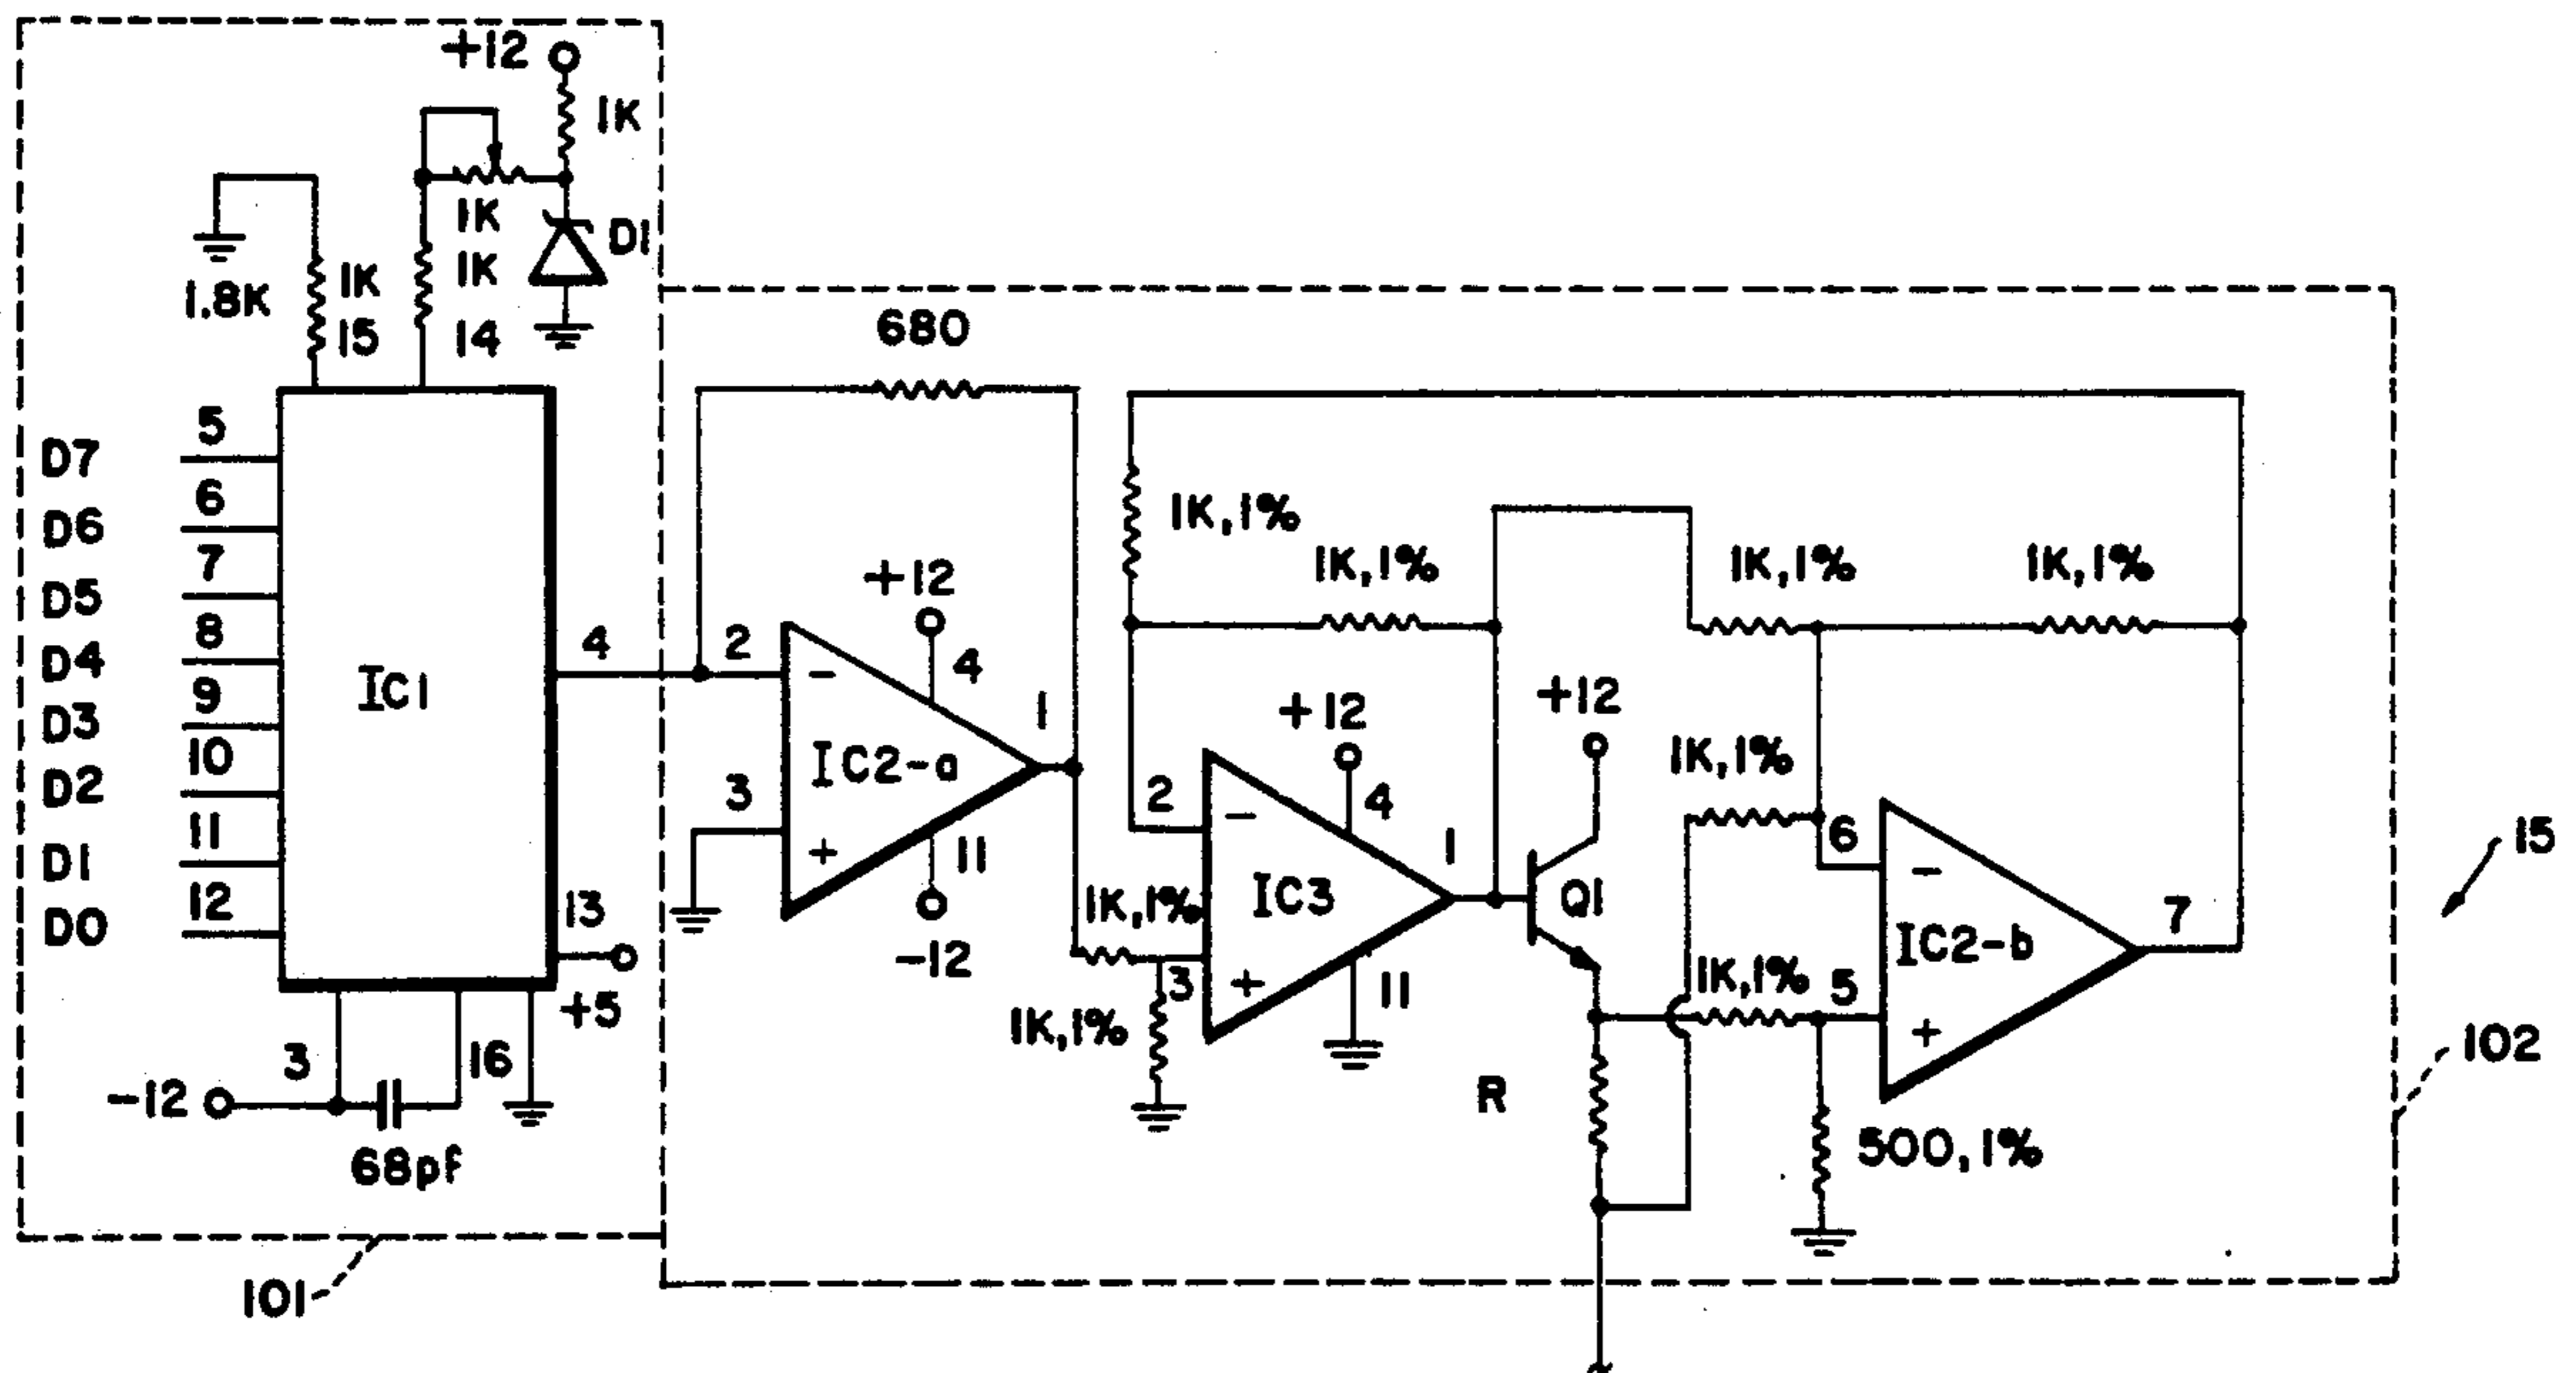 +12
1K
1K
D1
1K
1K
1.8K
15
14
680
5
D7
6
D6
7
D5
8
D4
9
D3
10
D2
11
D1
12
D0
IC1
4
13
+5
3
16
-12
68pf
101
2
3
IC2-a
+12
4
1
11
-12
1K,1%
1K,1%
1K,1%
1K,1%
1K,1%
1K,1%
2
3
IC3
+12
4
1
11
+12
Q1
R
1K,1%
1K,1%
6
5
IC2-b
7
500,1%
15
102